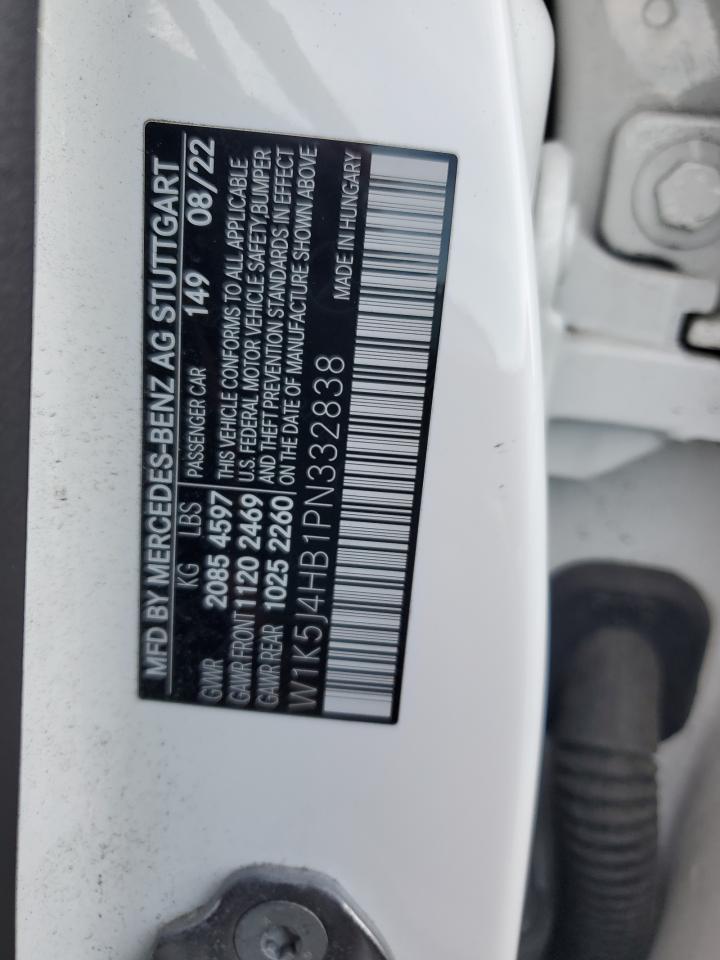 MFD BY MERCEDES-BENZ AG STUTTGART
KG LBS PASSENGER CAR 149 08/22
GVWR 2085 4597 THIS VEHICLE CONFORMS TO ALL APPLICABLE
GAWR FRONT 1120 2469 U.S. FEDERAL MOTOR VEHICLE SAFETY, BUMPER
GAWR REAR 1025 2260 AND THEFT PREVENTION STANDARDS IN EFFECT
ON THE DATE OF MANUFACTURE SHOWN ABOVE
W1K5J4HB1PN332838 MADE IN HUNGARY